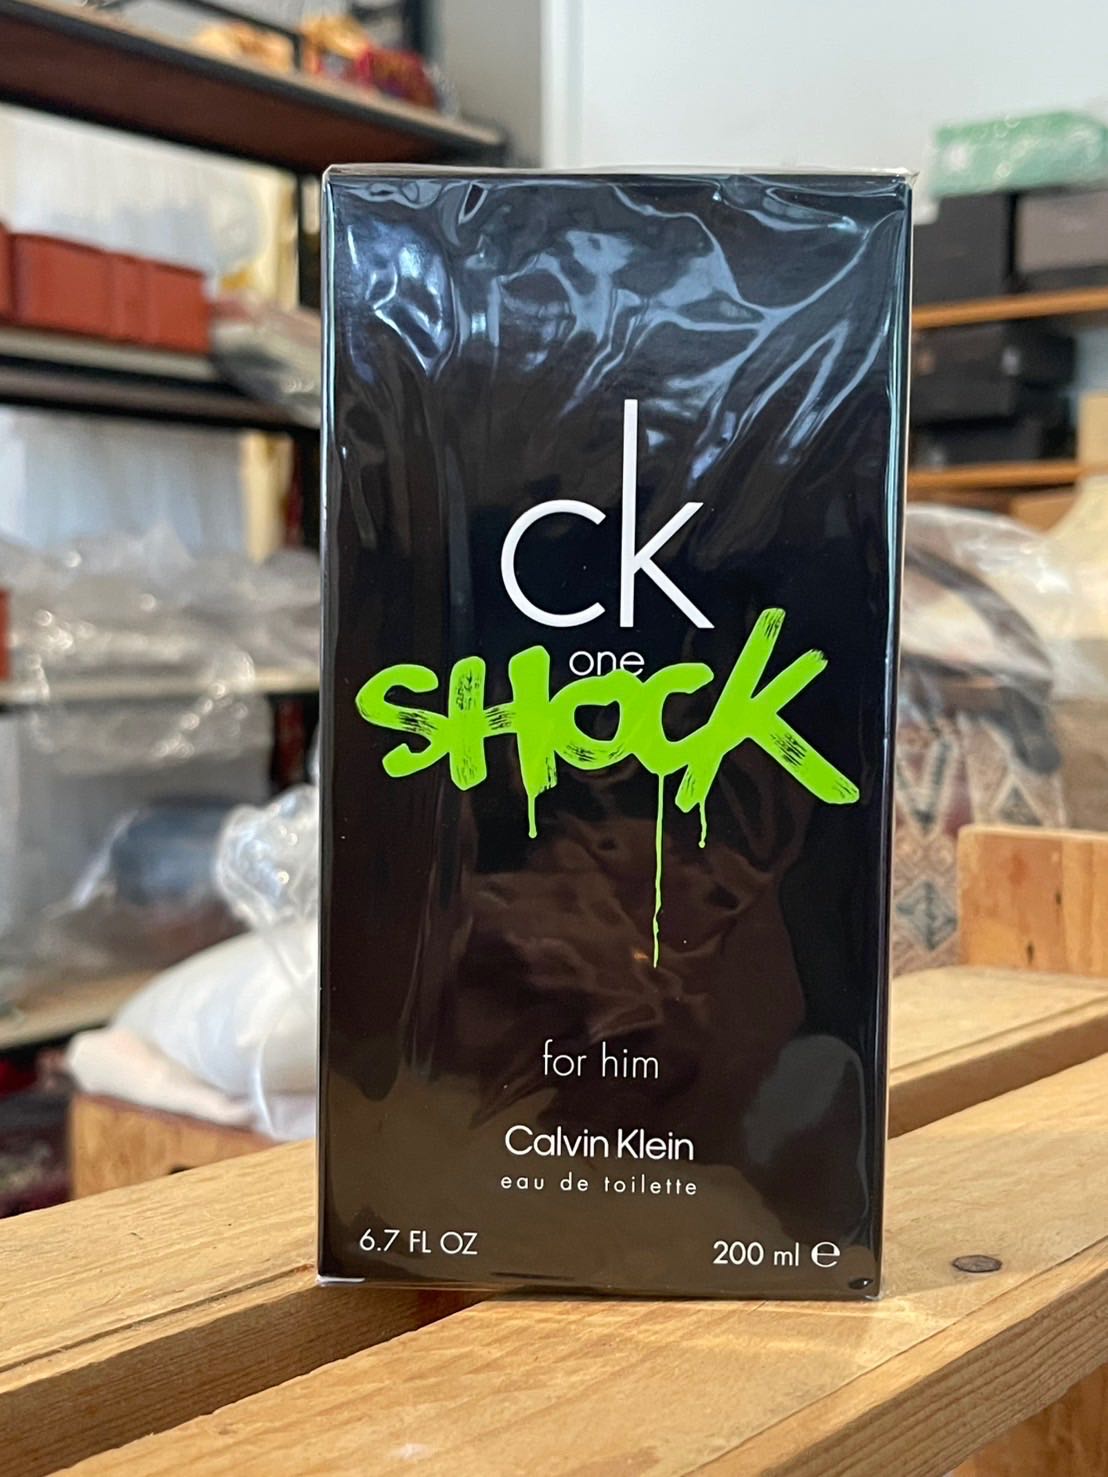 ck
one
SHOCK
for him
Calvin Klein
eau de toilette
6.7 FL OZ
200 ml ℮